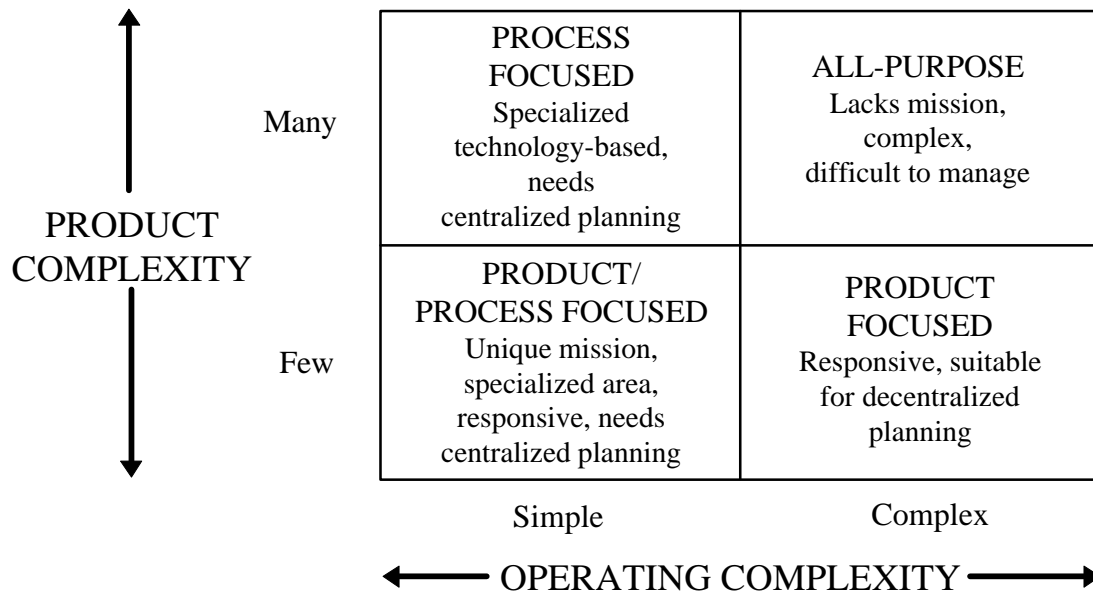 PROCESS
FOCUSED
Specialized
technology-based,
needs
centralized planning
ALL-PURPOSE
Lacks mission,
complex,
difficult to manage
Many
PRODUCT
COMPLEXITY
PRODUCT/
PROCESS FOCUSED
Unique mission,
specialized area,
responsive, needs
centralized planning
PRODUCT
FOCUSED
Responsive, suitable
for decentralized
planning
Few
Simple
Complex
OPERATING COMPLEXITY